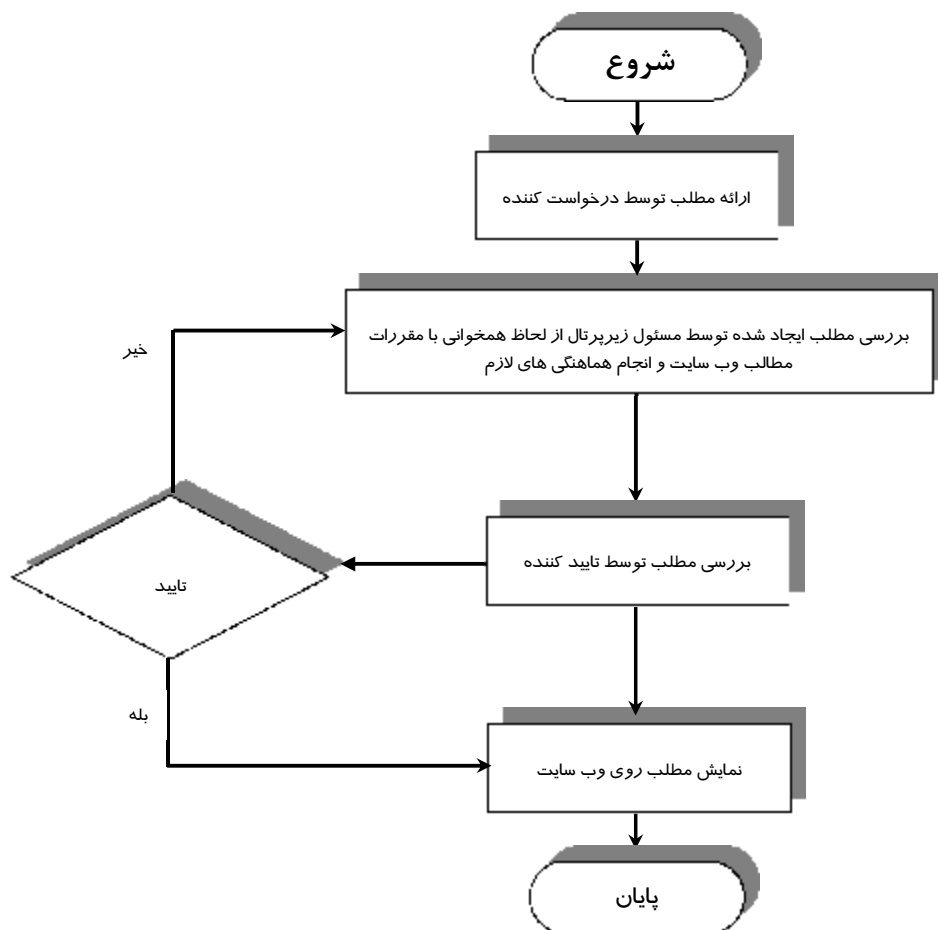 شروع
ارائه مطلب توسط درخواست کننده
بررسی مطلب ایجاد شده توسط مسئول زیرپرتال از لحاظ همخوانی با مقررات
مطالب وب سایت و انجام هماهنگی های لازم
خیر
بررسی مطلب توسط تایید کننده
تایید
بله
نمایش مطلب روی وب سایت
پایان